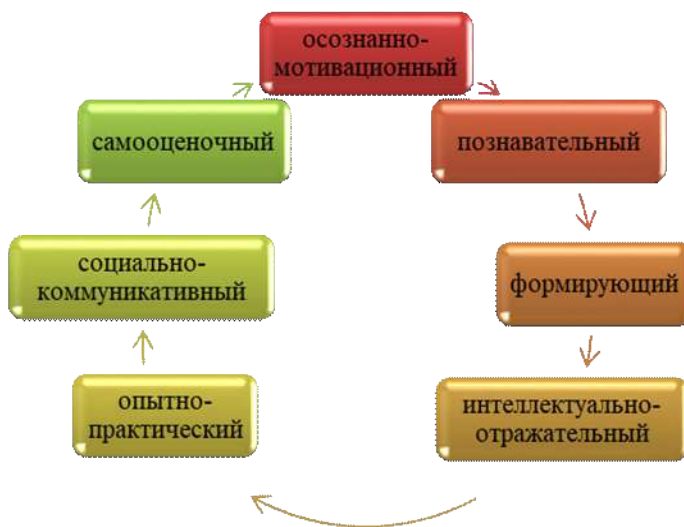 осознанно-
мотивационный
познавательный
формирующий
интеллектуально-
отражательный
опытно-
практический
социально-
коммуникативный
самооценочный